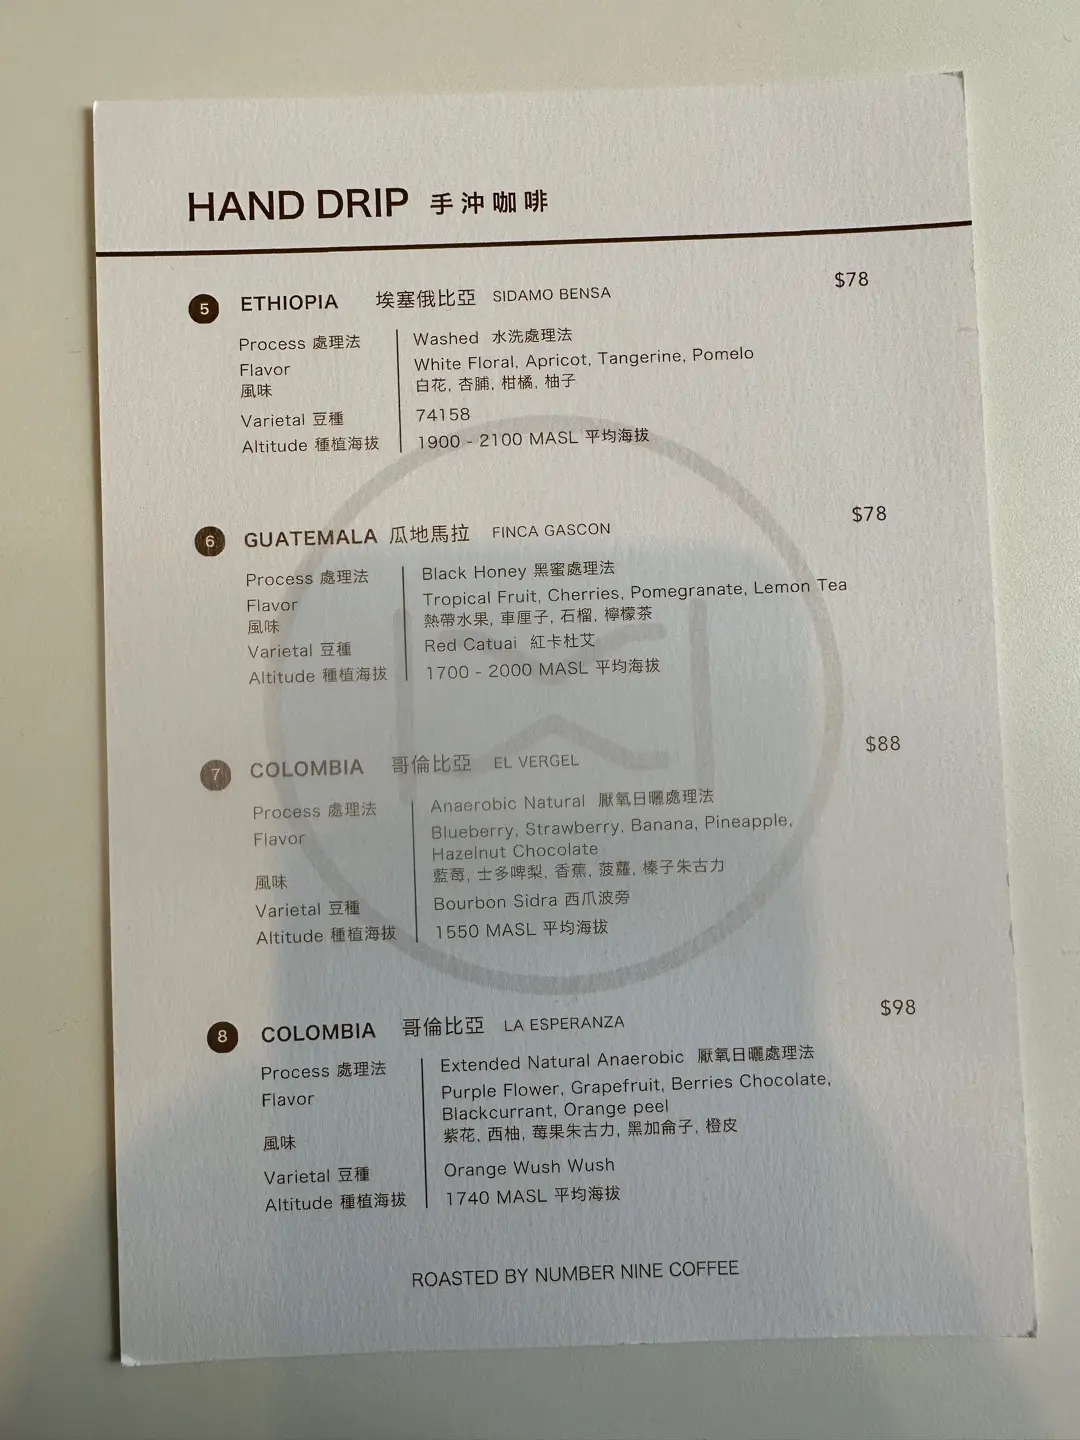 HAND DRIP 手沖咖啡
$78
5 ETHIOPIA 埃塞俄比亞 SIDAMO BENSA
Process 處理法 Washed 水洗處理法
Flavor White Floral, Apricot, Tangerine, Pomelo
風味 白花, 杏脯, 柑橘, 柚子
Varietal 豆種 74158
Altitude 種植海拔 1900 - 2100 MASL 平均海拔
$78
6 GUATEMALA 瓜地馬拉 FINCA GASCON
Process 處理法 Black Honey 黑蜜處理法
Flavor Tropical Fruit, Cherries, Pomegranate, Lemon Tea
風味 熱帶水果, 車厘子, 石榴, 檸檬茶
Varietal 豆種 Red Catuai 紅卡杜艾
Altitude 種植海拔 1700 - 2000 MASL 平均海拔
$88
7 COLOMBIA 哥倫比亞 EL VERGEL
Process 處理法 Anaerobic Natural 厭氧日曬處理法
Flavor Blueberry, Strawberry, Banana, Pineapple,
Hazelnut Chocolate
風味 藍莓, 士多啤梨, 香蕉, 菠蘿, 榛子朱古力
Varietal 豆種 Bourbon Sidra 西爪波旁
Altitude 種植海拔 1550 MASL 平均海拔
$98
8 COLOMBIA 哥倫比亞 LA ESPERANZA
Process 處理法 Extended Natural Anaerobic 厭氧日曬處理法
Flavor Purple Flower, Grapefruit, Berries Chocolate,
Blackcurrant, Orange peel
風味 紫花, 西柚, 莓果朱古力, 黑加侖子, 橙皮
Varietal 豆種 Orange Wush Wush
Altitude 種植海拔 1740 MASL 平均海拔
ROASTED BY NUMBER NINE COFFEE